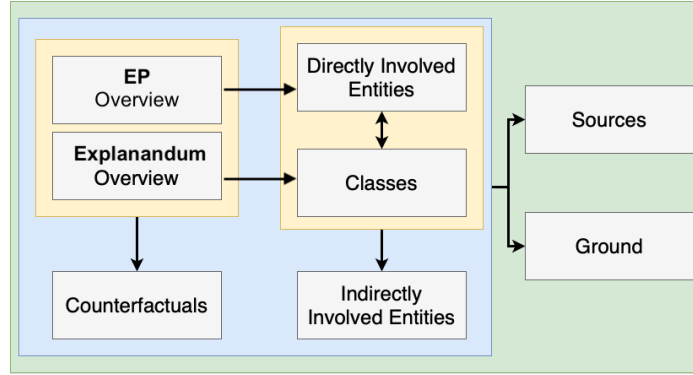 EP
Overview
Explanandum
Overview
Counterfactuals
Directly Involved
Entities
Classes
Indirectly
Involved Entities
Sources
Ground